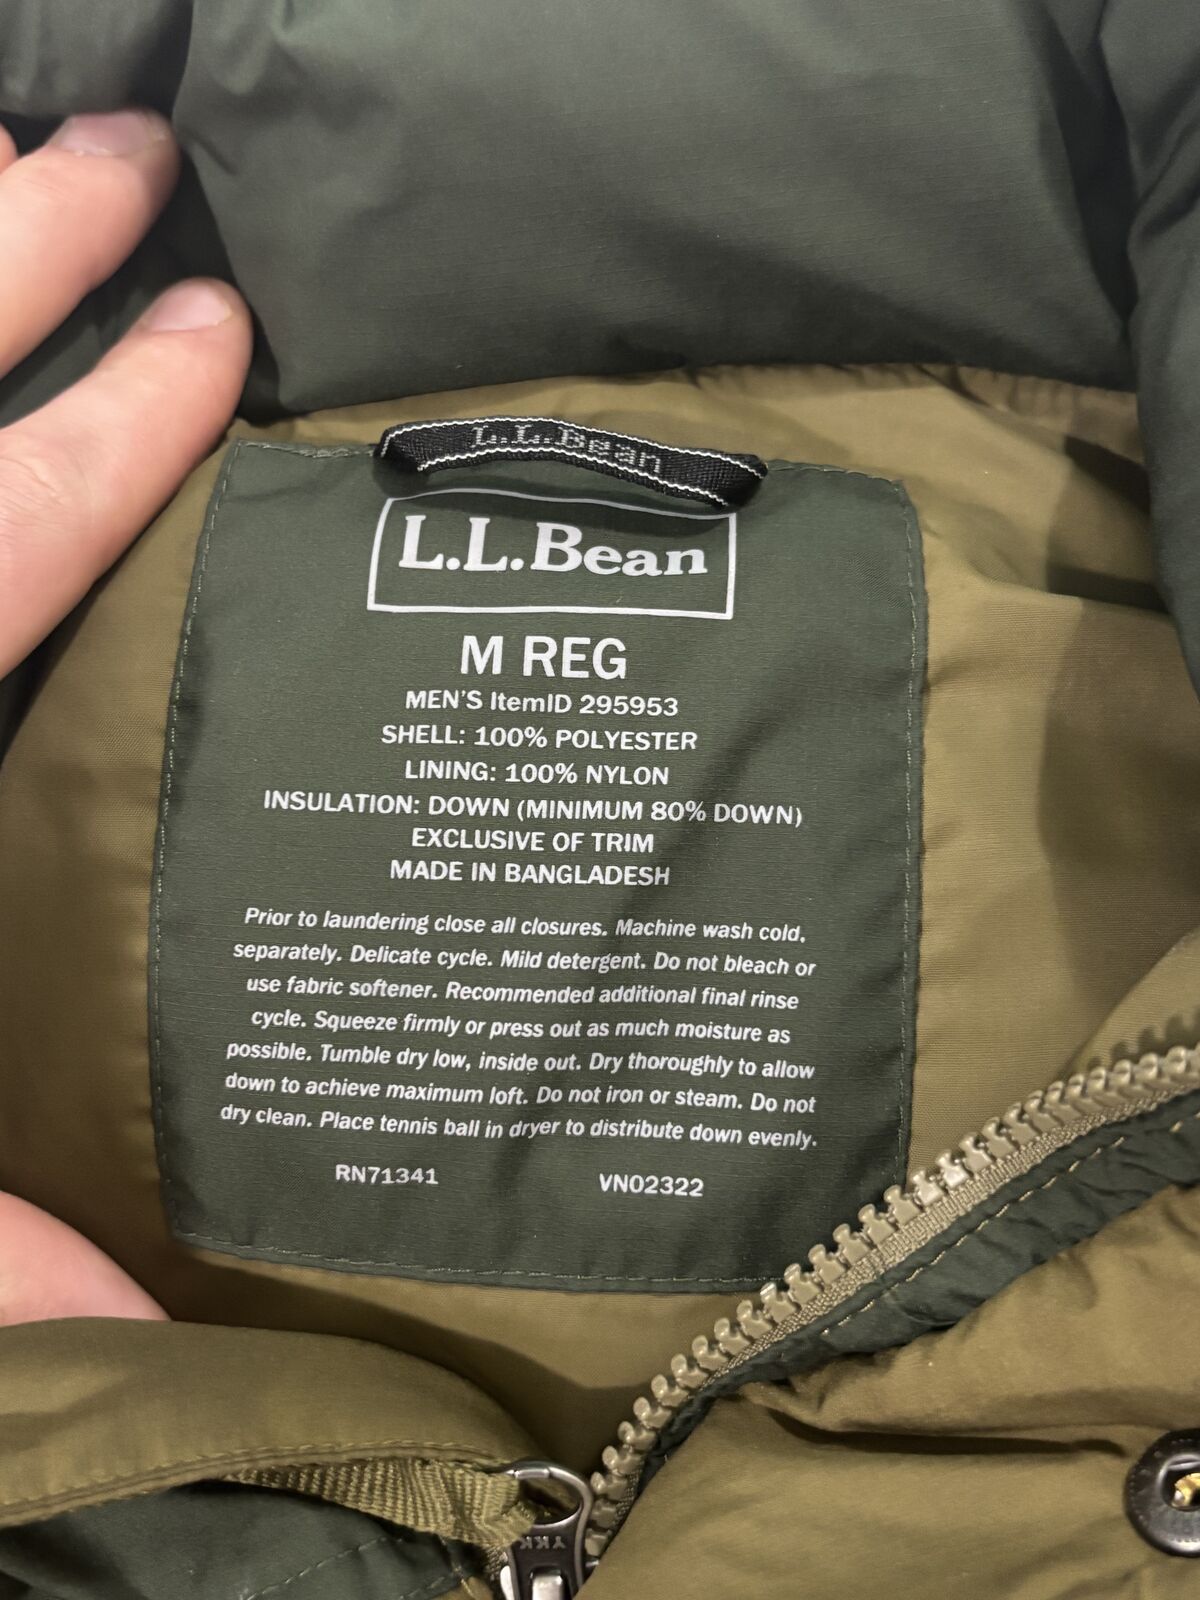 L.L.Bean
L.L.Bean
M REG
MEN'S ItemID 295953
SHELL: 100% POLYESTER
LINING: 100% NYLON
INSULATION: DOWN (MINIMUM 80% DOWN)
EXCLUSIVE OF TRIM
MADE IN BANGLADESH
Prior to laundering close all closures. Machine wash cold,
separately. Delicate cycle. Mild detergent. Do not bleach or
use fabric softener. Recommended additional final rinse
cycle. Squeeze firmly or press out as much moisture as
possible. Tumble dry low, inside out. Dry thoroughly to allow
down to achieve maximum loft. Do not iron or steam. Do not
dry clean. Place tennis ball in dryer to distribute down evenly.
RN71341 VN02322
YKK